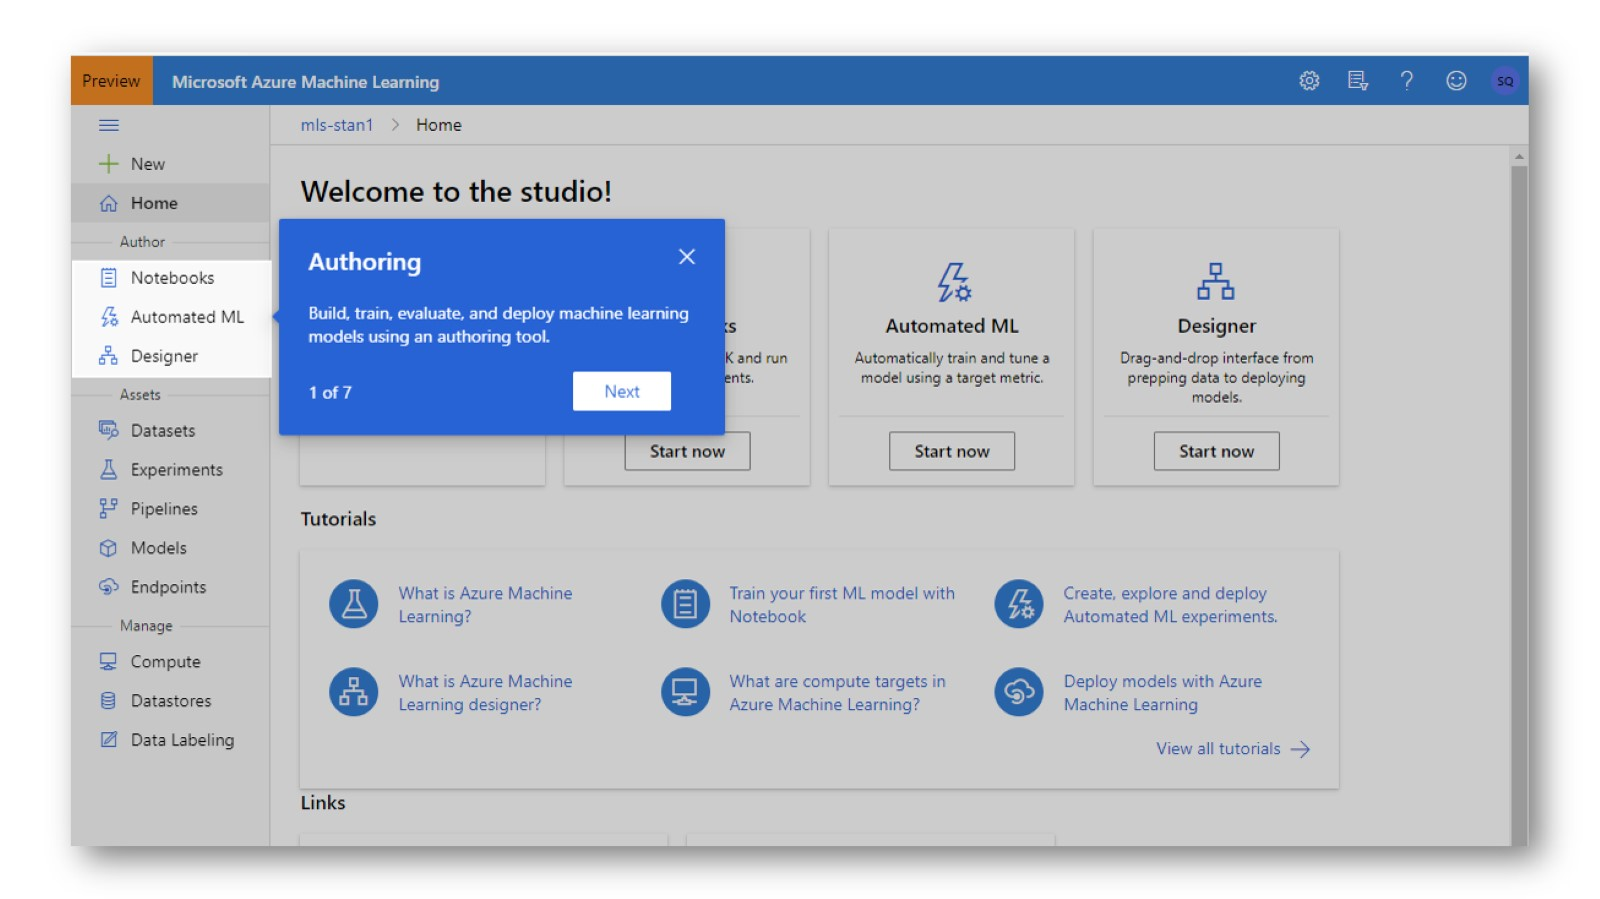 Preview
Microsoft Azure Machine Learning
SQ
mls-stan1 > Home
New
Home
Author
Notebooks
Automated ML
Designer
Assets
Datasets
Experiments
Pipelines
Models
Endpoints
Manage
Compute
Datastores
Data Labeling
Welcome to the studio!
Authoring
Build, train, evaluate, and deploy machine learning
models using an authoring tool.
1 of 7
Next
K and run
Start now
Automated ML
Automatically train and tune a
model using a target metric.
Start now
Designer
Drag-and-drop interface from
prepping data to deploying
models.
Start now
Tutorials
What is Azure Machine
Learning?
Train your first ML model with
Notebook
Create, explore and deploy
Automated ML experiments.
What is Azure Machine
Learning designer?
What are compute targets in
Azure Machine Learning?
Deploy models with Azure
Machine Learning
View all tutorials
Links